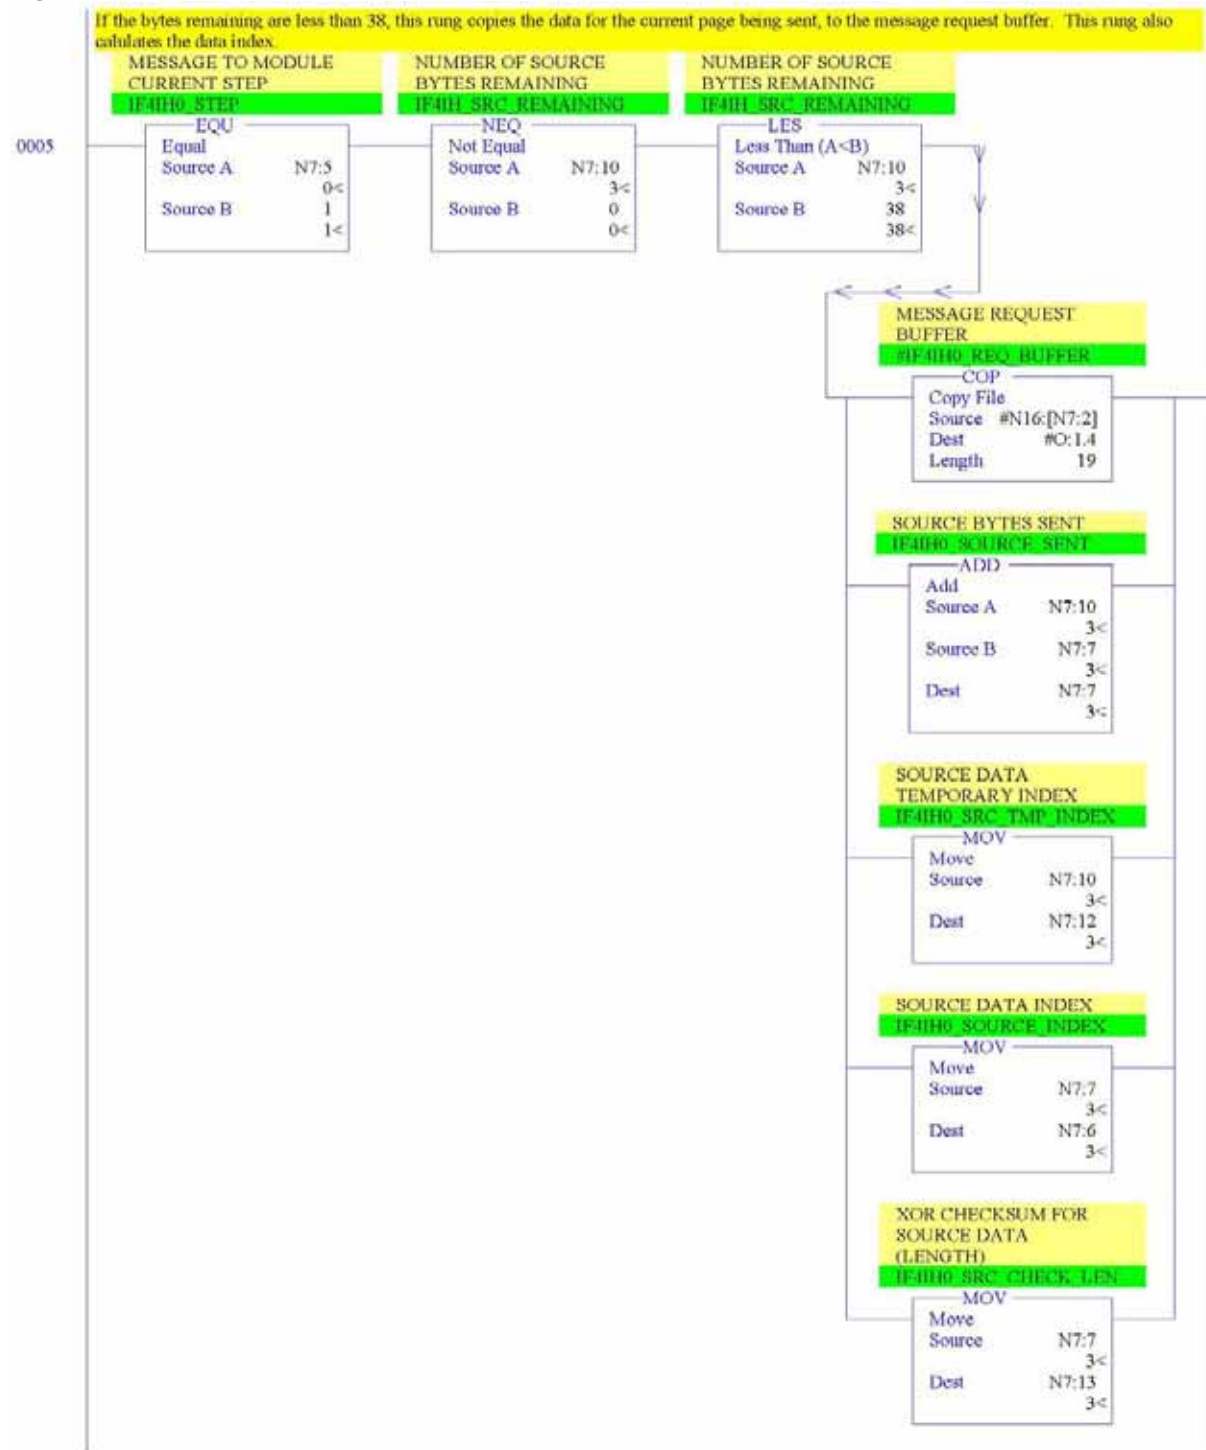 If the bytes remaining are less than 38, this rung copies the data for the current page being sent, to the message request buffer. This rung also
calulates the data index.
MESSAGE TO MODULE
CURRENT STEP
IF4IH0_STEP
NUMBER OF SOURCE
BYTES REMAINING
IF4IH_SRC_REMAINING
NUMBER OF SOURCE
BYTES REMAINING
IF4IH_SRC_REMAINING
0005
EQU
Equal
Source A N7:5
0<
Source B 1
1<
NEQ
Not Equal
Source A N7:10
3<
Source B 0
0<
LES
Less Than (A<B)
Source A N7:10
3<
Source B 38
38<
MESSAGE REQUEST
BUFFER
#IF4IH0_REQ_BUFFER
COP
Copy File
Source #N16:[N7:2]
Dest #O:1.4
Length 19
SOURCE BYTES SENT
IF4IH0_SOURCE_SENT
ADD
Add
Source A N7:10
3<
Source B N7:7
3<
Dest N7:7
3<
SOURCE DATA
TEMPORARY INDEX
IF4IH0_SRC_TMP_INDEX
MOV
Move
Source N7:10
3<
Dest N7:12
3<
SOURCE DATA INDEX
IF4IH0_SOURCE_INDEX
MOV
Move
Source N7:7
3<
Dest N7:6
3<
XOR CHECKSUM FOR
SOURCE DATA
(LENGTH)
IF4IH0_SRC_CHECK_LEN
MOV
Move
Source N7:7
3<
Dest N7:13
3<